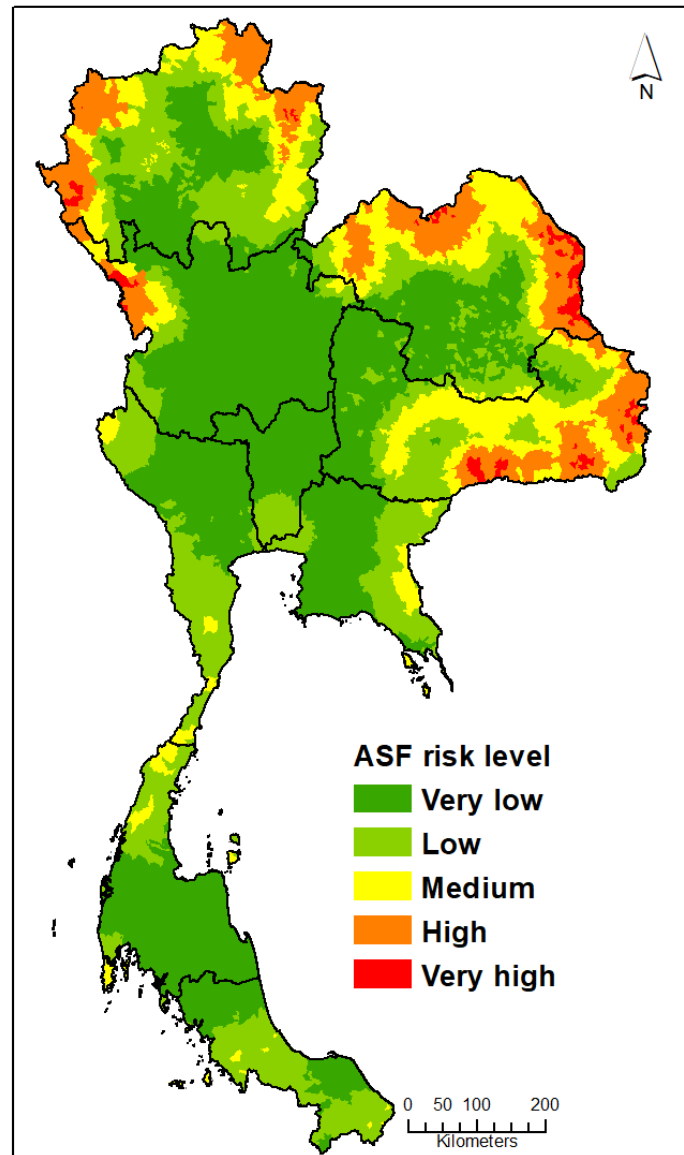 N
ASF risk level
Very low
Low
Medium
High
Very high
0 50 100 200
Kilometers